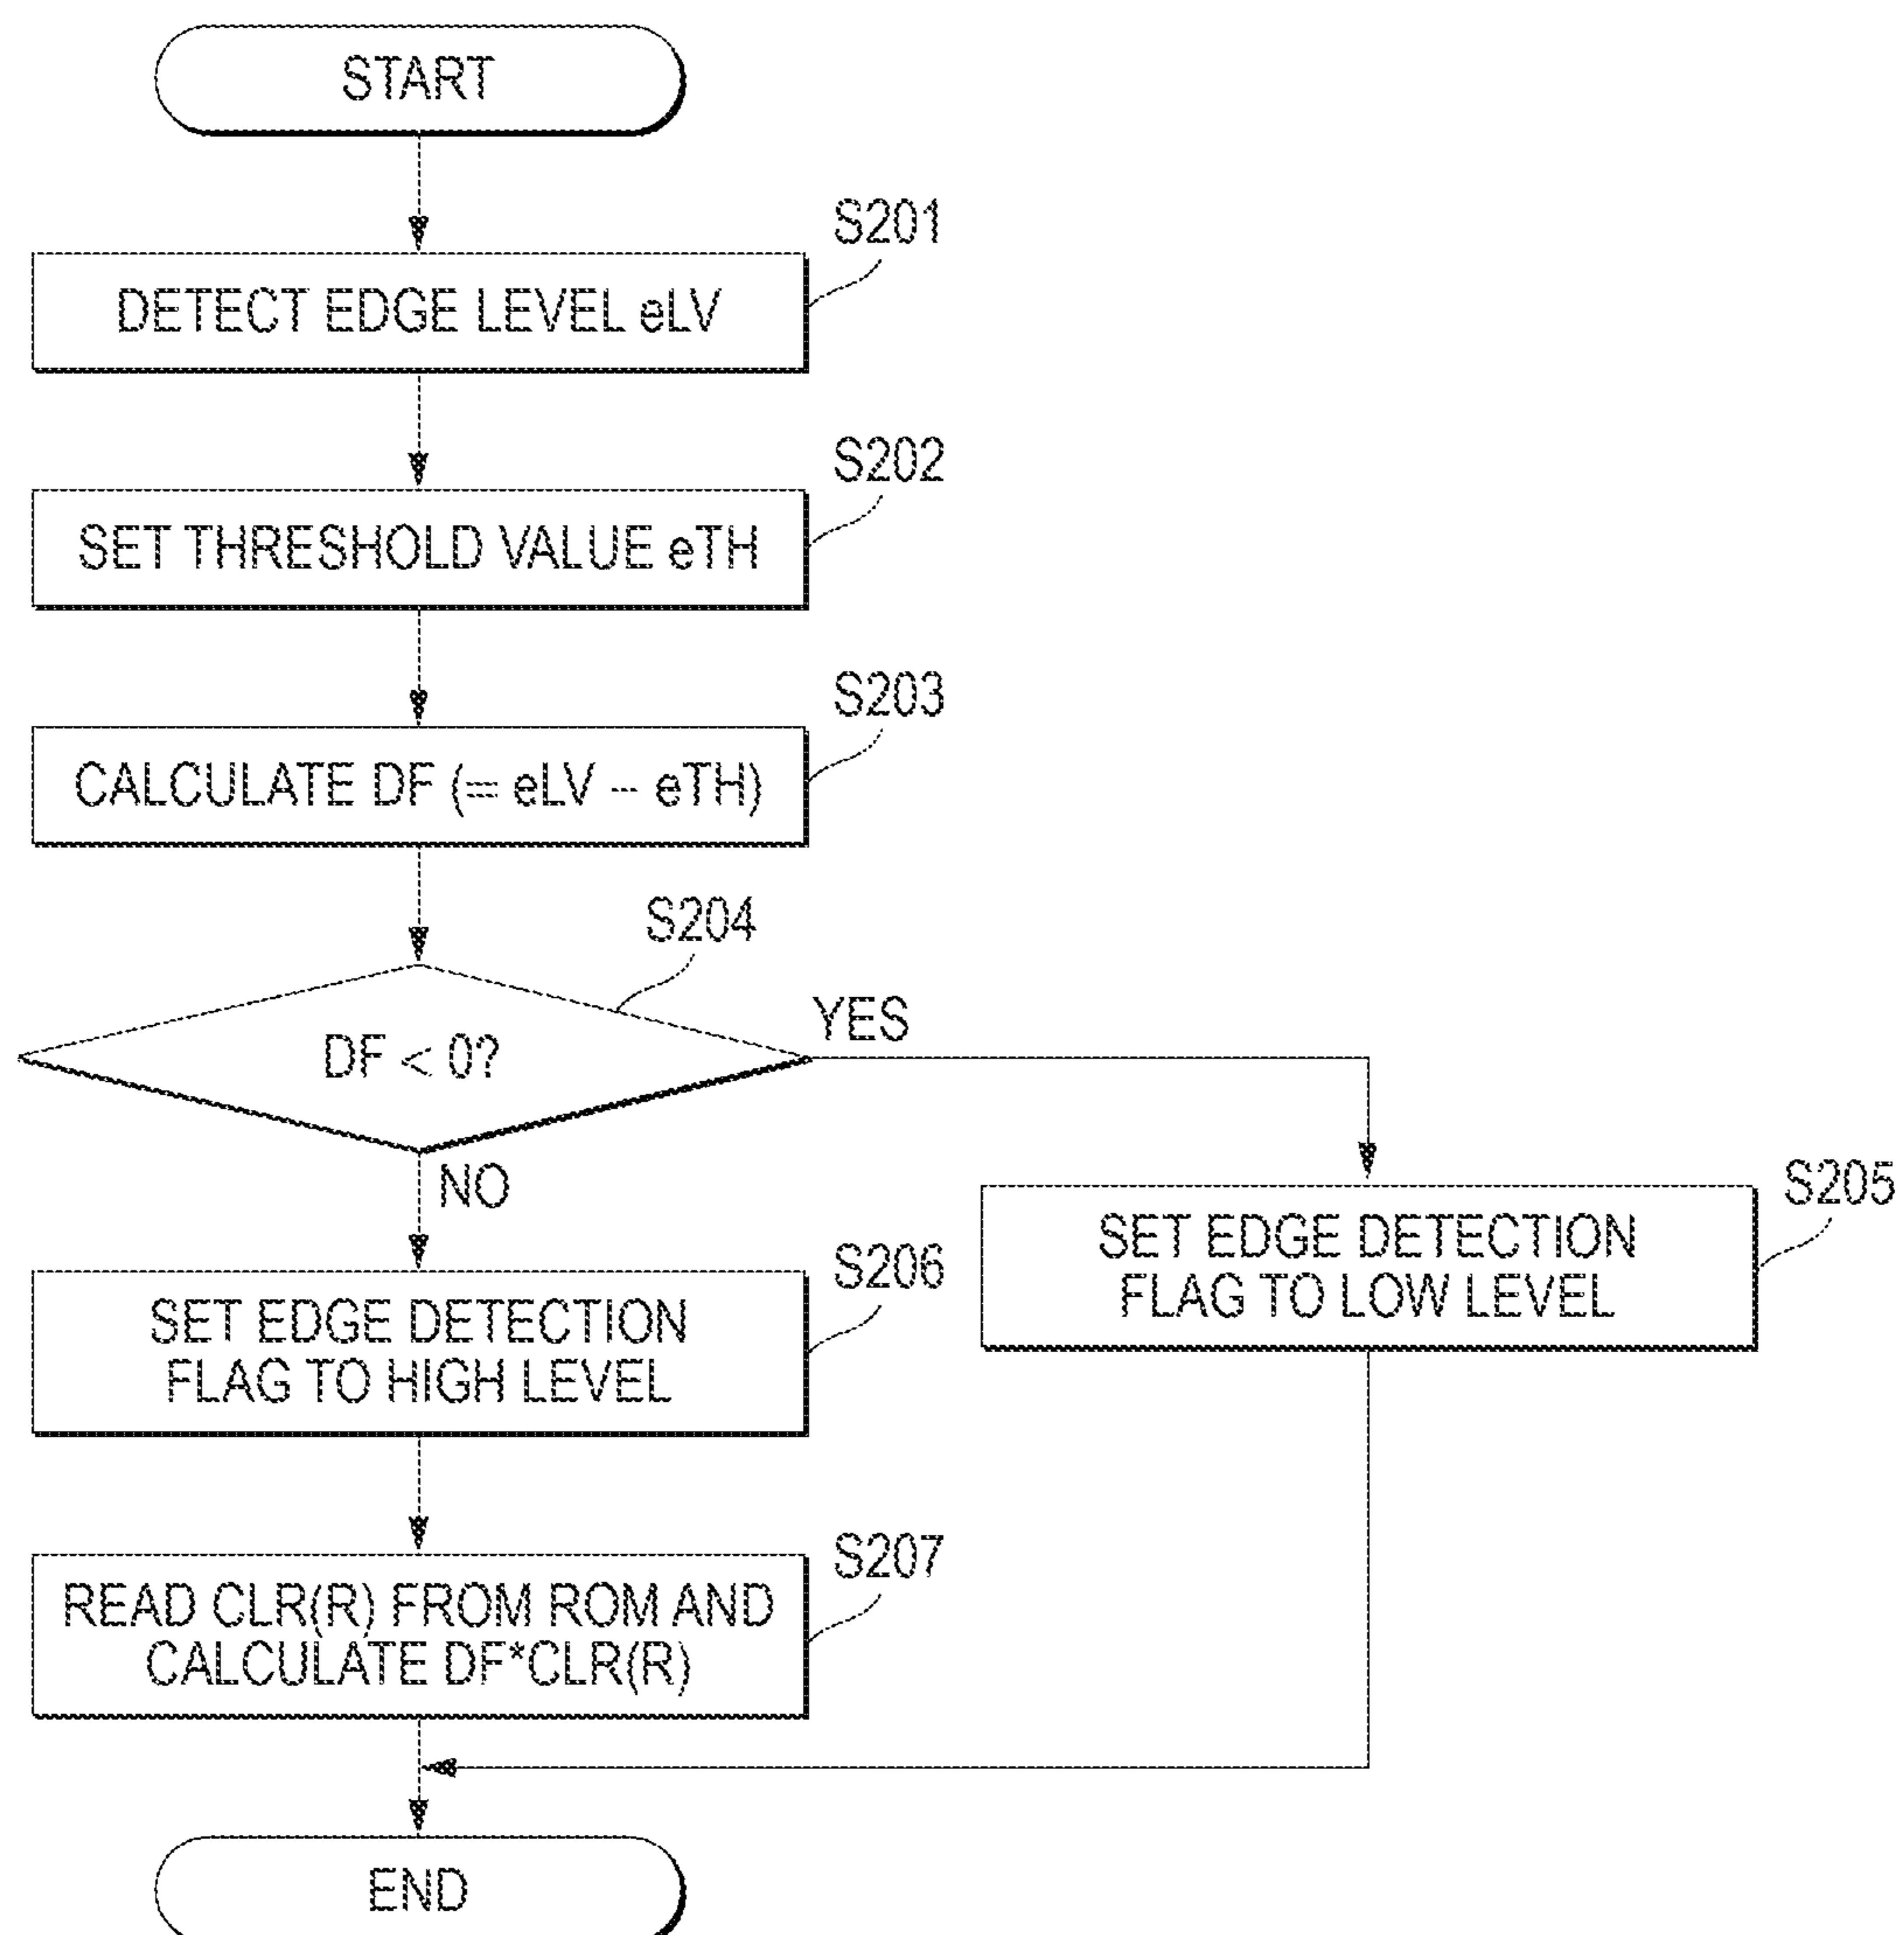 START
S201
DETECT EDGE LEVEL eLV
S202
SET THRESHOLD VALUE eTH
S203
CALCULATE DF (= eLV - eTH)
S204
DF < 0?
YES
NO
S205
SET EDGE DETECTION
FLAG TO LOW LEVEL
S206
SET EDGE DETECTION
FLAG TO HIGH LEVEL
S207
READ CLR(R) FROM ROM AND
CALCULATE DF*CLR(R)
END